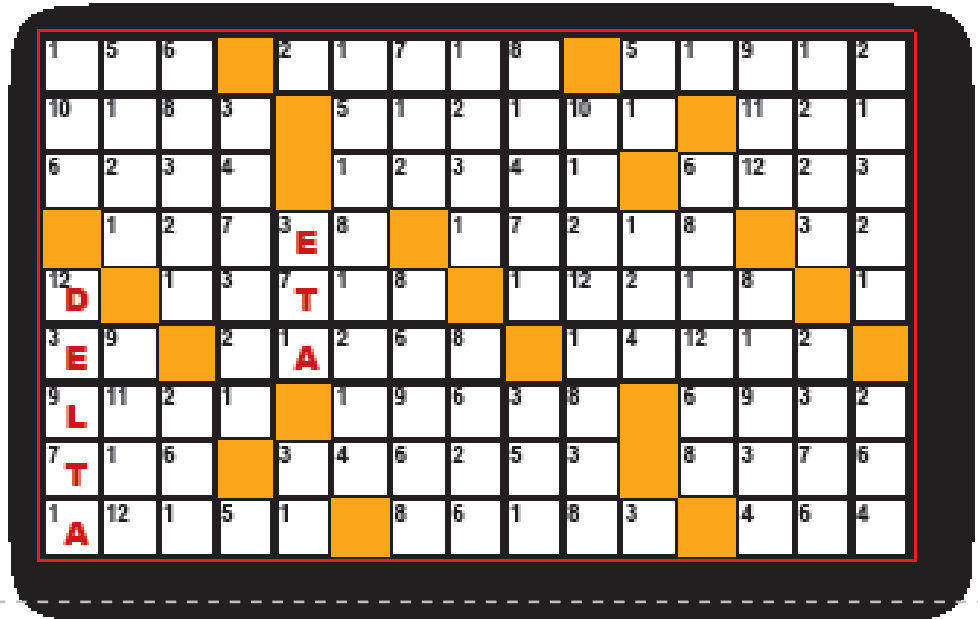 1 5 6 2 1 7 1 8 5 1 9 1 2
10 1 8 3 5 1 2 1 10 1 11 2 1
6 2 3 4 1 2 3 4 1 6 12 2 3
1 2 7 3 E 8 1 7 2 1 8 3 2
12 D 1 3 7 T 1 8 1 12 2 1 8 1
3 E 9 2 1 A 2 6 8 1 4 12 1 2
9 L 11 2 1 1 9 6 3 8 6 9 3 2
7 T 1 6 3 4 6 2 5 3 8 3 7 6
1 A 12 1 5 1 8 6 1 8 3 4 6 4